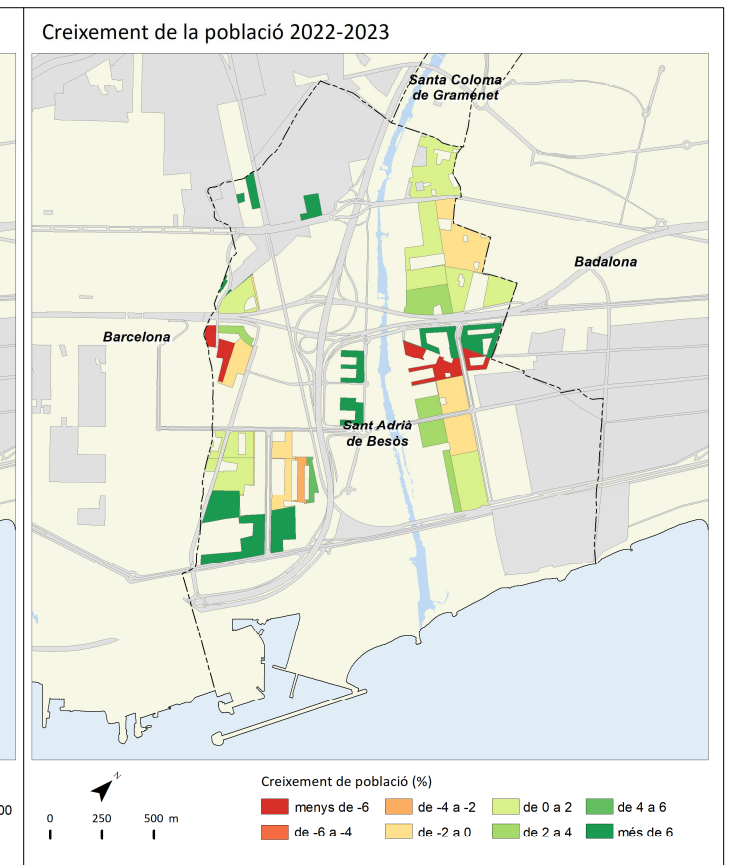 Creixement de la població 2022-2023
Santa Coloma
de Gramenet
Badalona
Barcelona
Sant Adrià
de Besòs
N
00
0 250 500 m
Creixement de població (%)
menys de -6
de -4 a -2
de 0 a 2
de 4 a 6
de -6 a -4
de -2 a 0
de 2 a 4
més de 6